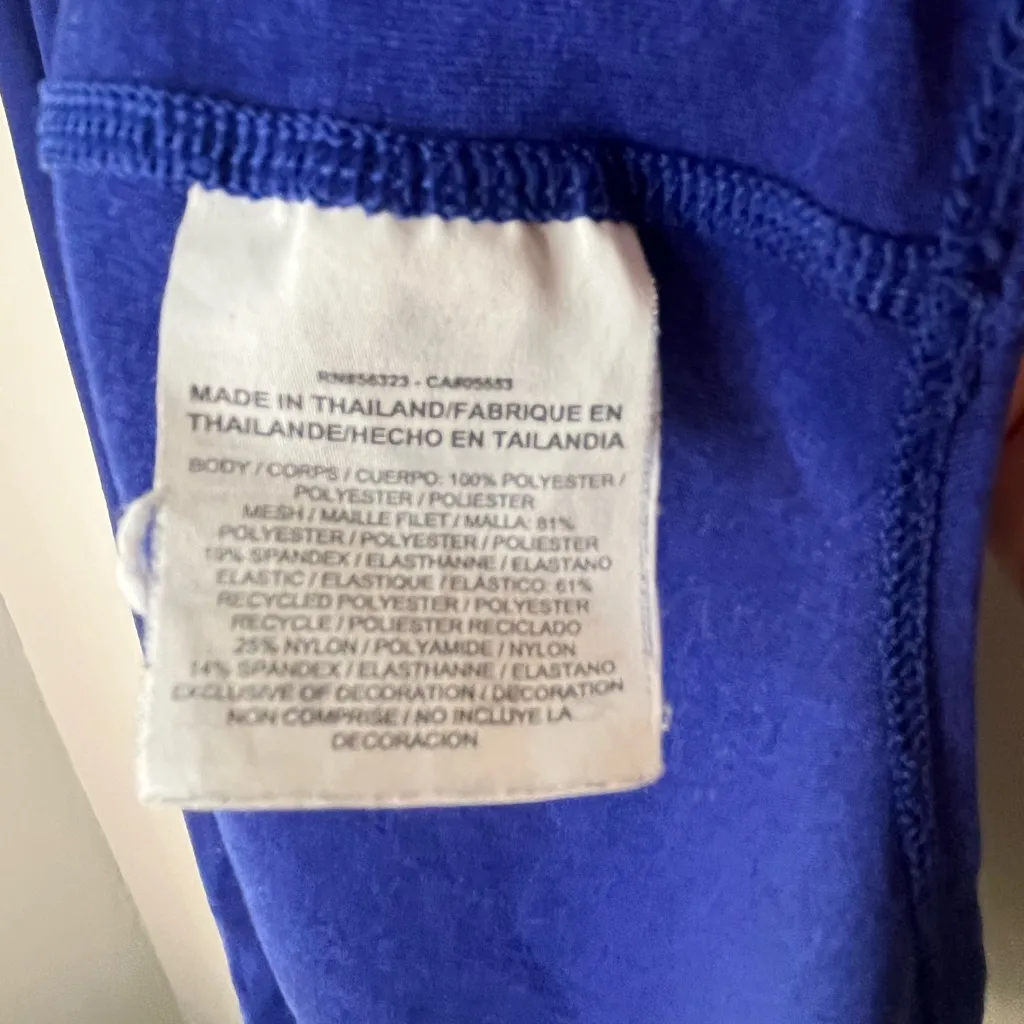 RN#56323 - CA#05553
MADE IN THAILAND/FABRIQUE EN
THAILANDE/HECHO EN TAILANDIA
BODY / CORPS / CUERPO: 100% POLYESTER /
POLYESTER / POLIESTER
MESH / MAILLE FILET / MALLA: 81%
POLYESTER / POLYESTER / POLIESTER
19% SPANDEX / ELASTHANNE / ELASTANO
ELASTIC / ELASTIQUE / ELÁSTICO: 61%
RECYCLED POLYESTER / POLYESTER
RECYCLE / POLIESTER RECICLADO
25% NYLON / POLYAMIDE / NYLON
14% SPANDEX / ELASTHANNE / ELASTANO
EXCLUSIVE OF DECORATION / DECORATION
NON COMPRISE / NO INCLUYE LA
DECORACION